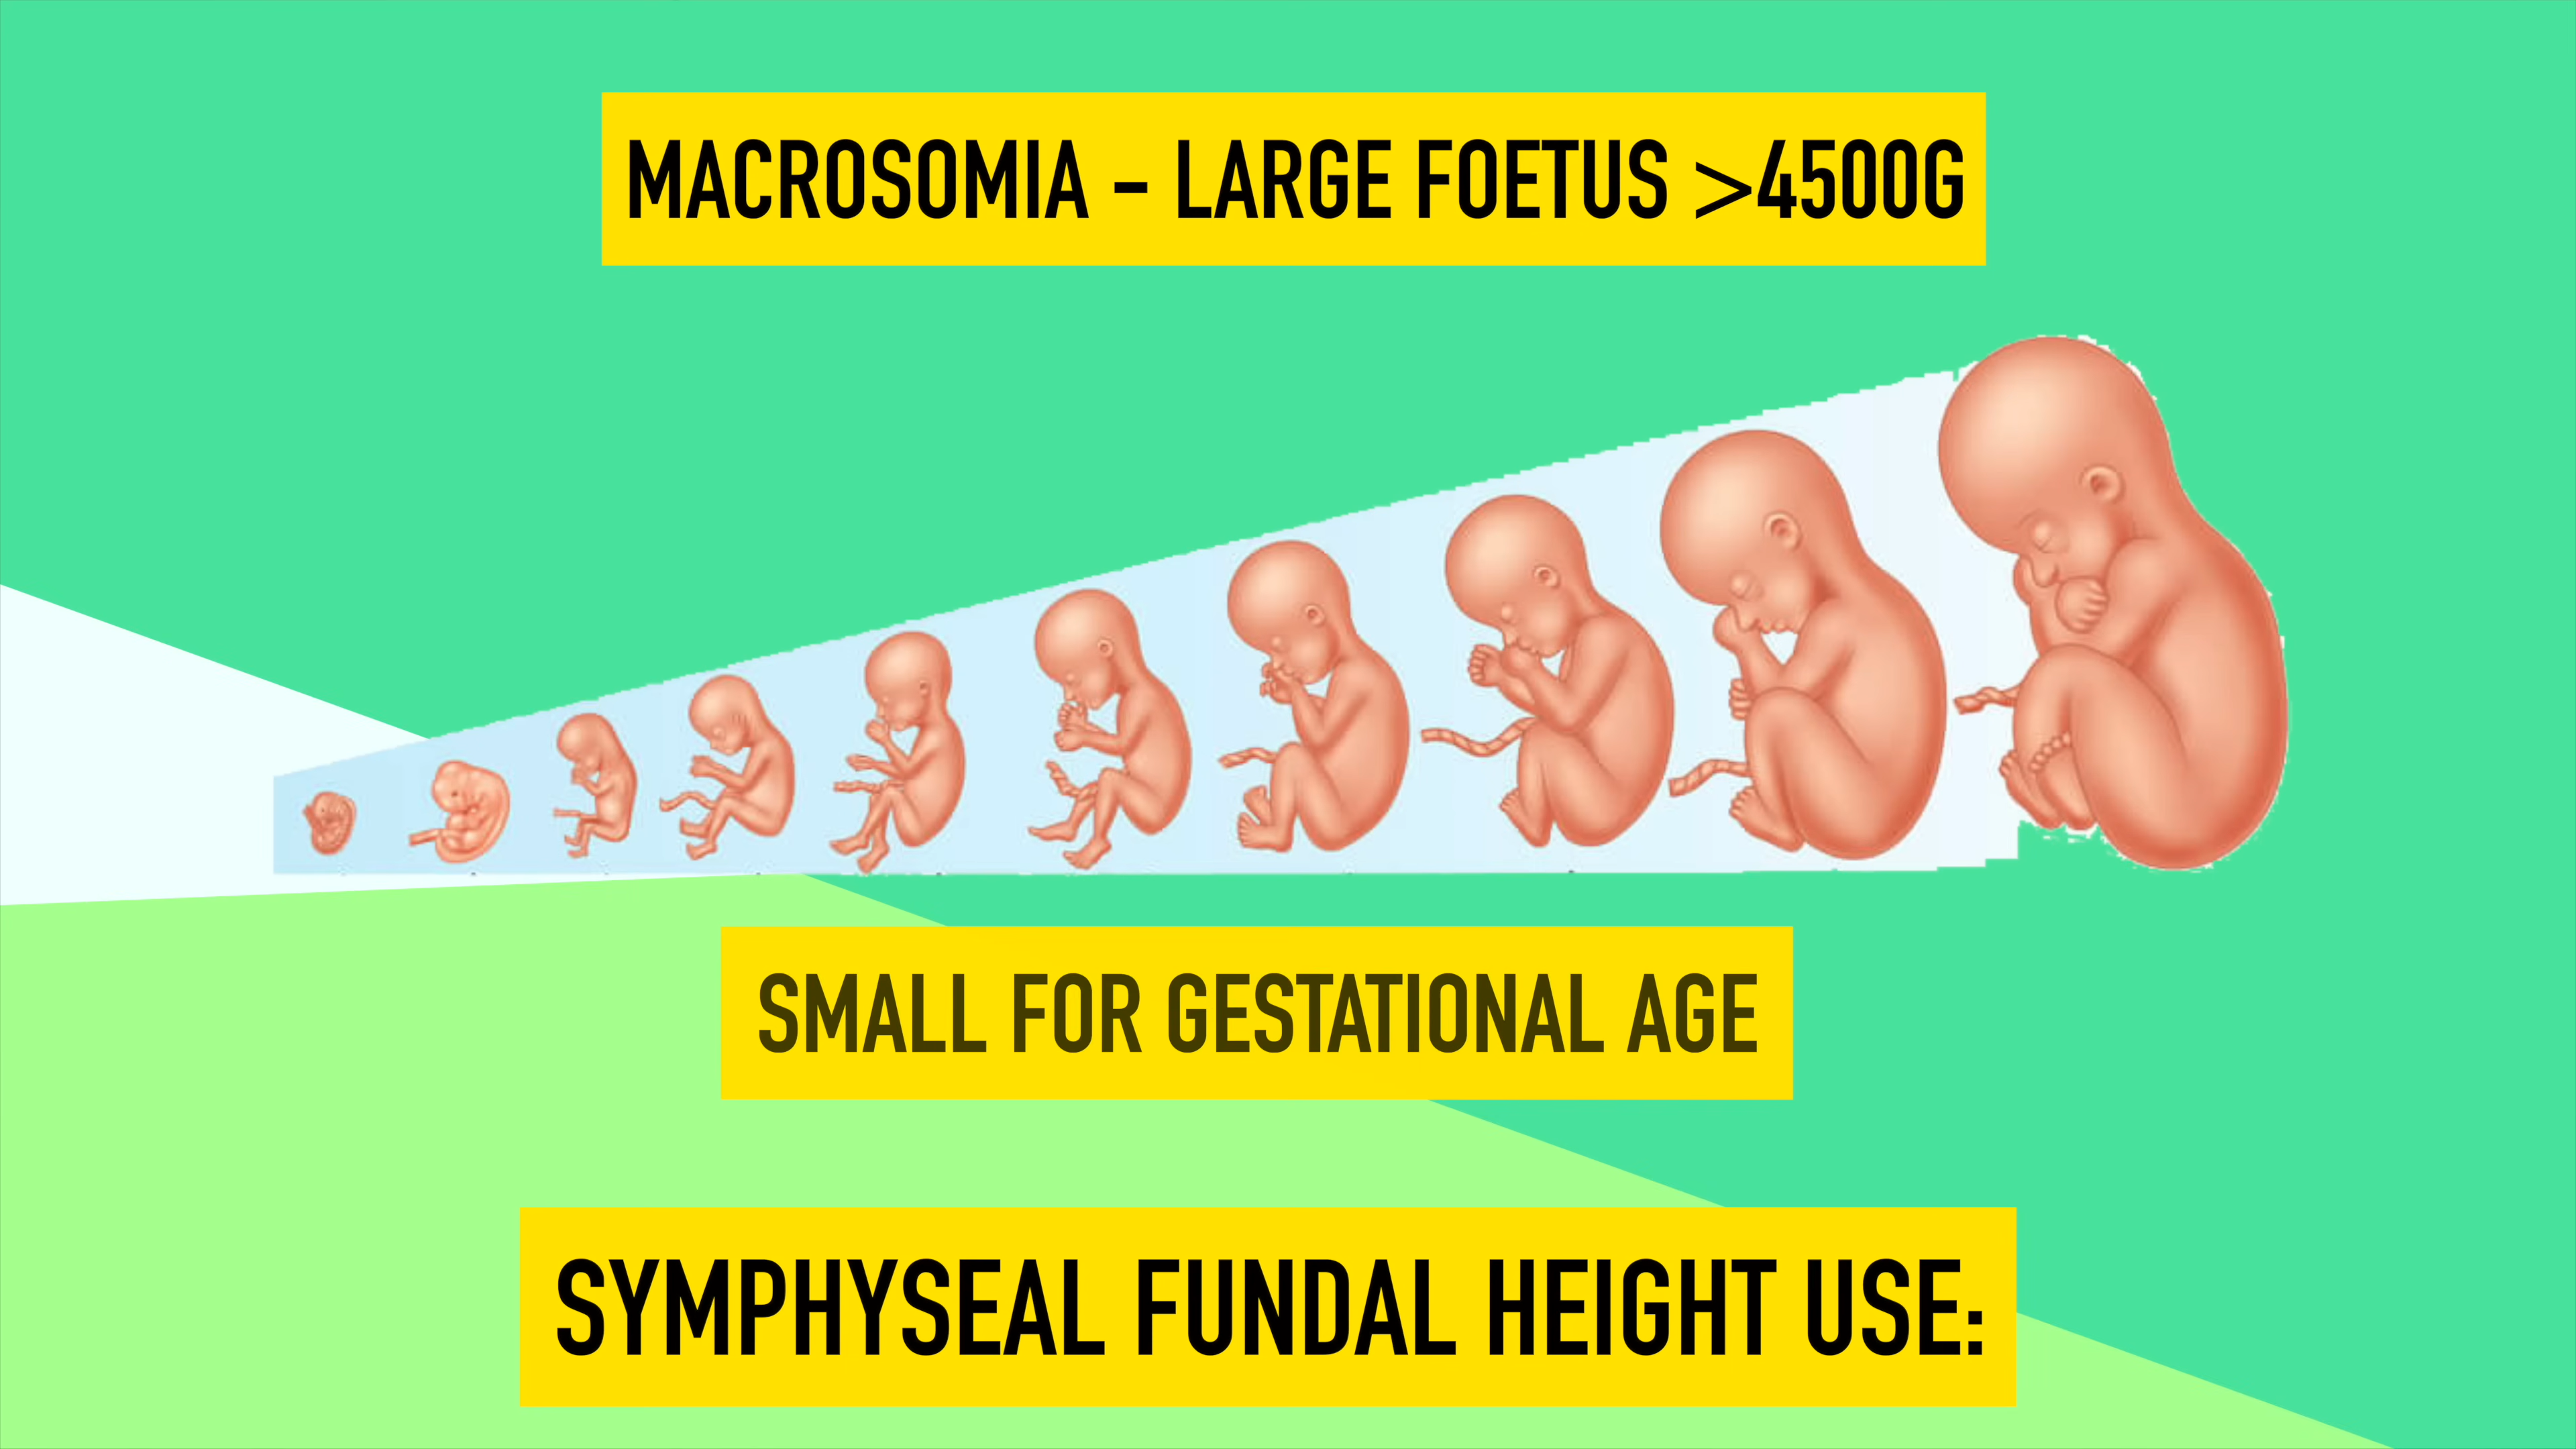 MACROSOMIA - LARGE FOETUS >4500G
SMALL FOR GESTATIONAL AGE
SYMPHYSEAL FUNDAL HEIGHT USE: